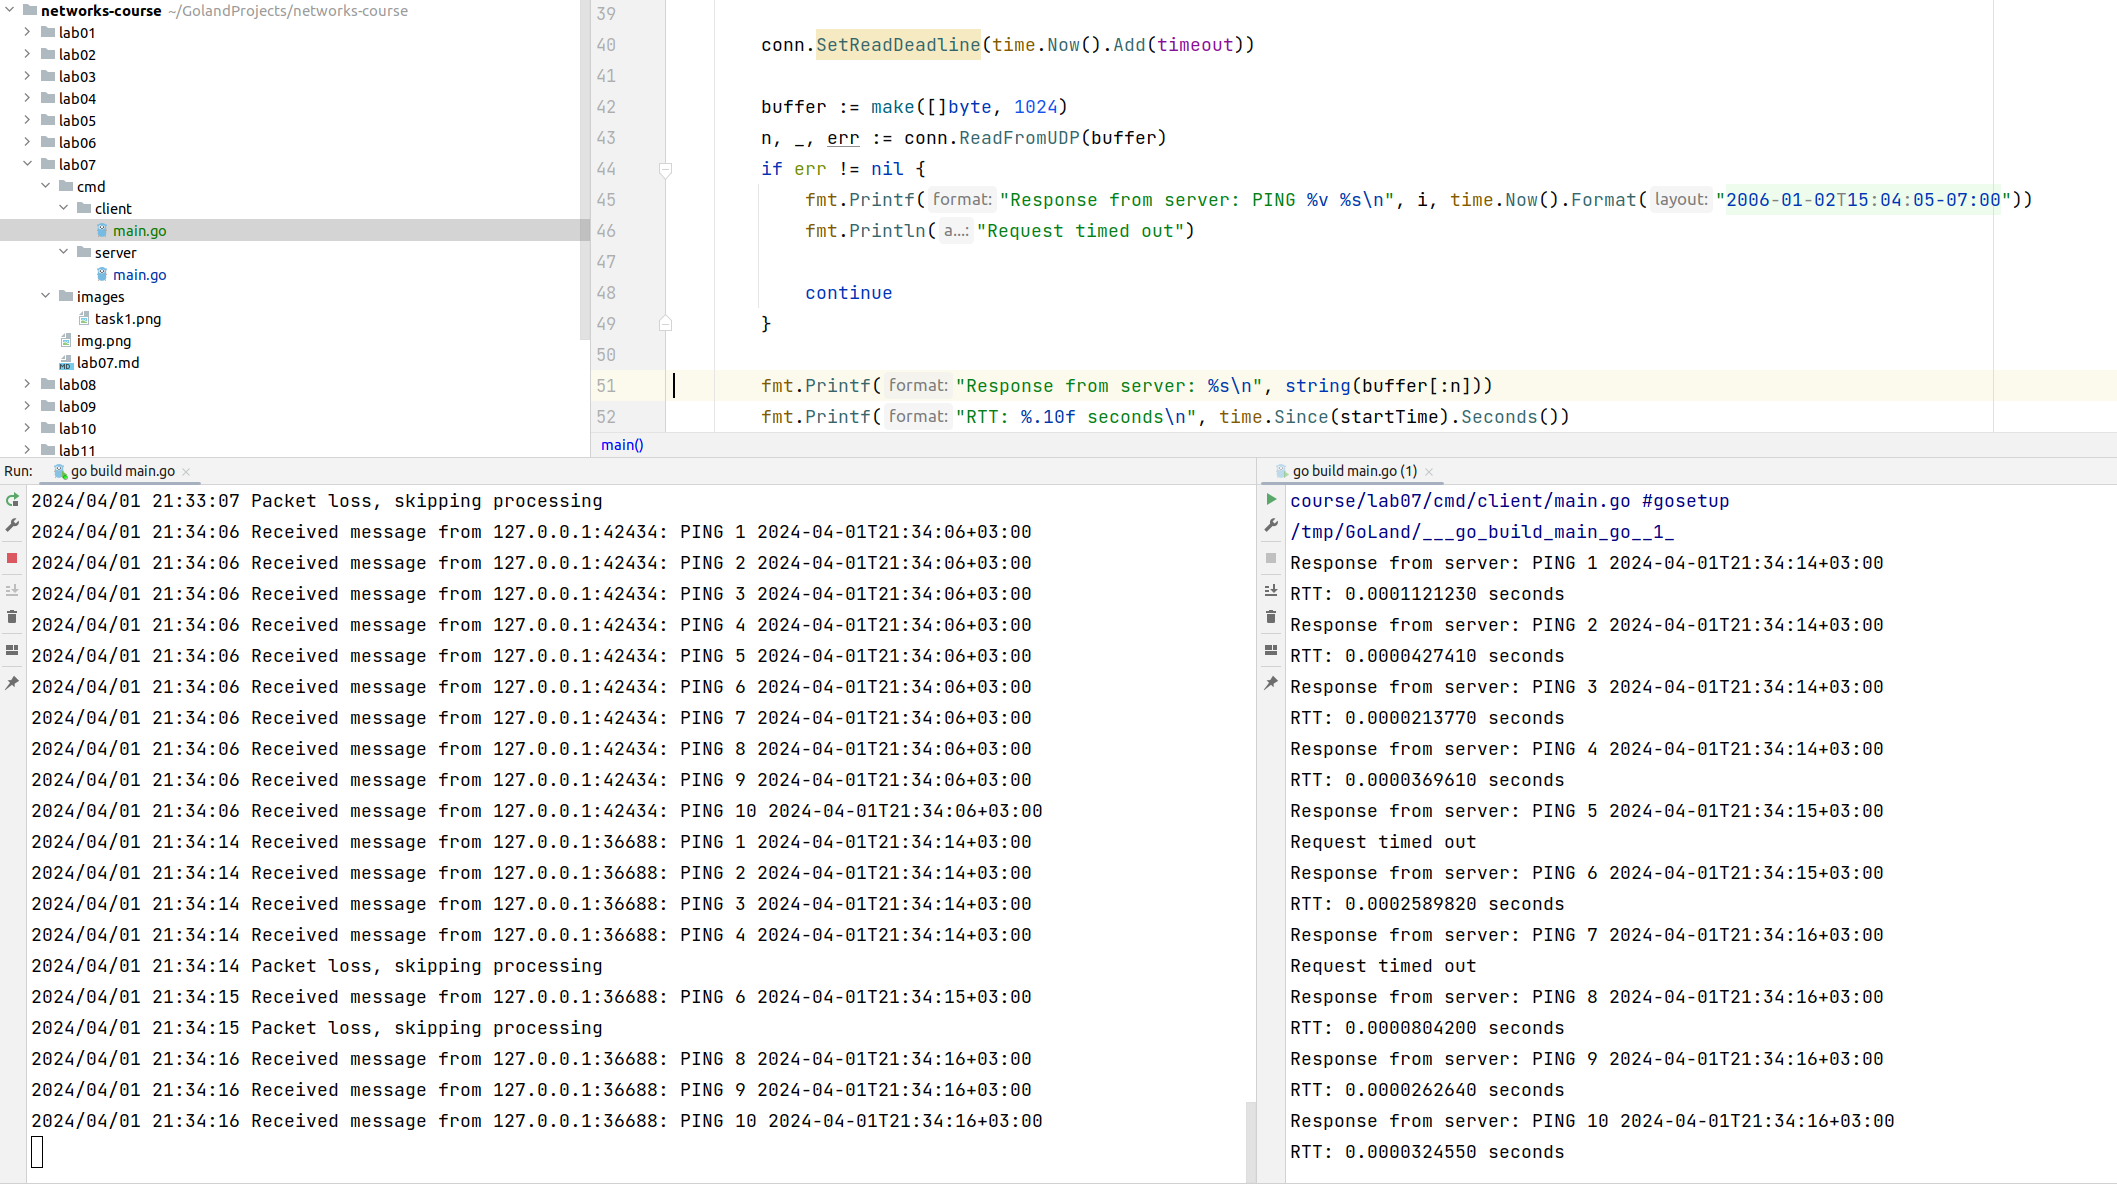 networks-course ~/GolandProjects/networks-course
lab01
lab02
lab03
lab04
lab05
lab06
lab07
cmd
client
main.go
server
main.go
images
task1.png
img.png
lab07.md
lab08
lab09
lab10
lab11
39
40 conn.SetReadDeadline(time.Now().Add(timeout))
41
42 buffer := make([]byte, 1024)
43 n, _, err := conn.ReadFromUDP(buffer)
44 if err != nil {
45 fmt.Printf( format: "Response from server: PING %v %s\n", i, time.Now().Format( layout: "2006-01-02T15:04:05-07:00"))
46 fmt.Println( a...: "Request timed out")
47
48 continue
49 }
50
51 fmt.Printf( format: "Response from server: %s\n", string(buffer[:n]))
52 fmt.Printf( format: "RTT: %.10f seconds\n", time.Since(startTime).Seconds())
main()
Run: go build main.go
2024/04/01 21:33:07 Packet loss, skipping processing
2024/04/01 21:34:06 Received message from 127.0.0.1:42434: PING 1 2024-04-01T21:34:06+03:00
2024/04/01 21:34:06 Received message from 127.0.0.1:42434: PING 2 2024-04-01T21:34:06+03:00
2024/04/01 21:34:06 Received message from 127.0.0.1:42434: PING 3 2024-04-01T21:34:06+03:00
2024/04/01 21:34:06 Received message from 127.0.0.1:42434: PING 4 2024-04-01T21:34:06+03:00
2024/04/01 21:34:06 Received message from 127.0.0.1:42434: PING 5 2024-04-01T21:34:06+03:00
2024/04/01 21:34:06 Received message from 127.0.0.1:42434: PING 6 2024-04-01T21:34:06+03:00
2024/04/01 21:34:06 Received message from 127.0.0.1:42434: PING 7 2024-04-01T21:34:06+03:00
2024/04/01 21:34:06 Received message from 127.0.0.1:42434: PING 8 2024-04-01T21:34:06+03:00
2024/04/01 21:34:06 Received message from 127.0.0.1:42434: PING 9 2024-04-01T21:34:06+03:00
2024/04/01 21:34:06 Received message from 127.0.0.1:42434: PING 10 2024-04-01T21:34:06+03:00
2024/04/01 21:34:14 Received message from 127.0.0.1:36688: PING 1 2024-04-01T21:34:14+03:00
2024/04/01 21:34:14 Received message from 127.0.0.1:36688: PING 2 2024-04-01T21:34:14+03:00
2024/04/01 21:34:14 Received message from 127.0.0.1:36688: PING 3 2024-04-01T21:34:14+03:00
2024/04/01 21:34:14 Received message from 127.0.0.1:36688: PING 4 2024-04-01T21:34:14+03:00
2024/04/01 21:34:14 Packet loss, skipping processing
2024/04/01 21:34:15 Received message from 127.0.0.1:36688: PING 6 2024-04-01T21:34:15+03:00
2024/04/01 21:34:15 Packet loss, skipping processing
2024/04/01 21:34:16 Received message from 127.0.0.1:36688: PING 8 2024-04-01T21:34:16+03:00
2024/04/01 21:34:16 Received message from 127.0.0.1:36688: PING 9 2024-04-01T21:34:16+03:00
2024/04/01 21:34:16 Received message from 127.0.0.1:36688: PING 10 2024-04-01T21:34:16+03:00
go build main.go (1)
course/lab07/cmd/client/main.go #gosetup
/tmp/GoLand/___go_build_main_go__1_
Response from server: PING 1 2024-04-01T21:34:14+03:00
RTT: 0.0001121230 seconds
Response from server: PING 2 2024-04-01T21:34:14+03:00
RTT: 0.0000427410 seconds
Response from server: PING 3 2024-04-01T21:34:14+03:00
RTT: 0.0000213770 seconds
Response from server: PING 4 2024-04-01T21:34:14+03:00
RTT: 0.0000369610 seconds
Response from server: PING 5 2024-04-01T21:34:15+03:00
Request timed out
Response from server: PING 6 2024-04-01T21:34:15+03:00
RTT: 0.0002589820 seconds
Response from server: PING 7 2024-04-01T21:34:16+03:00
Request timed out
Response from server: PING 8 2024-04-01T21:34:16+03:00
RTT: 0.0000804200 seconds
Response from server: PING 9 2024-04-01T21:34:16+03:00
RTT: 0.0000262640 seconds
Response from server: PING 10 2024-04-01T21:34:16+03:00
RTT: 0.0000324550 seconds